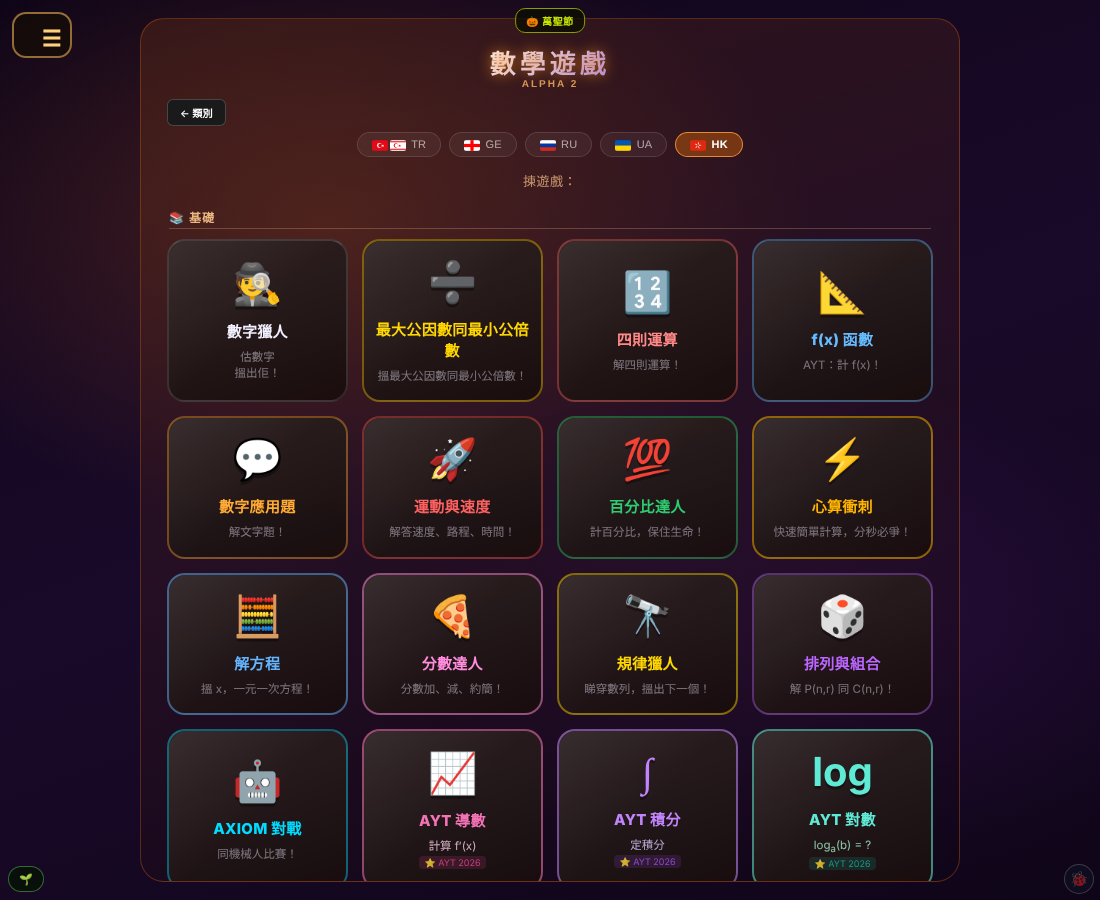 🎃 萬聖節
數學遊戲
ALPHA 2
← 類別
TR GE RU UA HK
揀遊戲：
📚 基礎
數字獵人
估數字
搵出佢！
最大公因數同最小公倍
數
搵最大公因數同最小公倍數！
四則運算
解四則運算！
f(x) 函數
AYT：計 f(x)！
數字應用題
解文字題！
運動與速度
解答速度、路程、時間！
百分比達人
計百分比，保住生命！
心算衝刺
快速簡單計算，分秒必爭！
解方程
搵 x，一元一次方程！
分數達人
分數加、減、約簡！
規律獵人
睇穿數列，搵出下一個！
排列與組合
解 P(n,r) 同 C(n,r)！
AXIOM 對戰
同機械人比賽！
AYT 導數
計算 f'(x)
⭐ AYT 2026
∫
AYT 積分
定積分
⭐ AYT 2026
log
AYT 對數
logₐ(b) = ?
⭐ AYT 2026